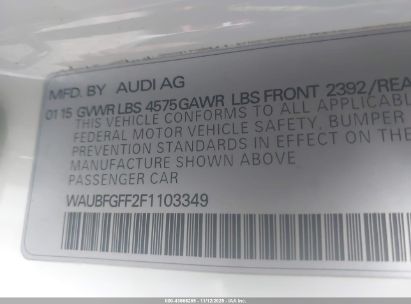 MFD. BY AUDI AG
01 15 GVWR LBS 4575 GAWR LBS FRONT 2392/REA
THIS VEHICLE CONFORMS TO ALL APPLICABL
FEDERAL MOTOR VEHICLE SAFETY, BUMPER
PREVENTION STANDARDS IN EFFECT ON THE
MANUFACTURE SHOWN ABOVE
PASSENGER CAR
WAUBFGFF2F1103349